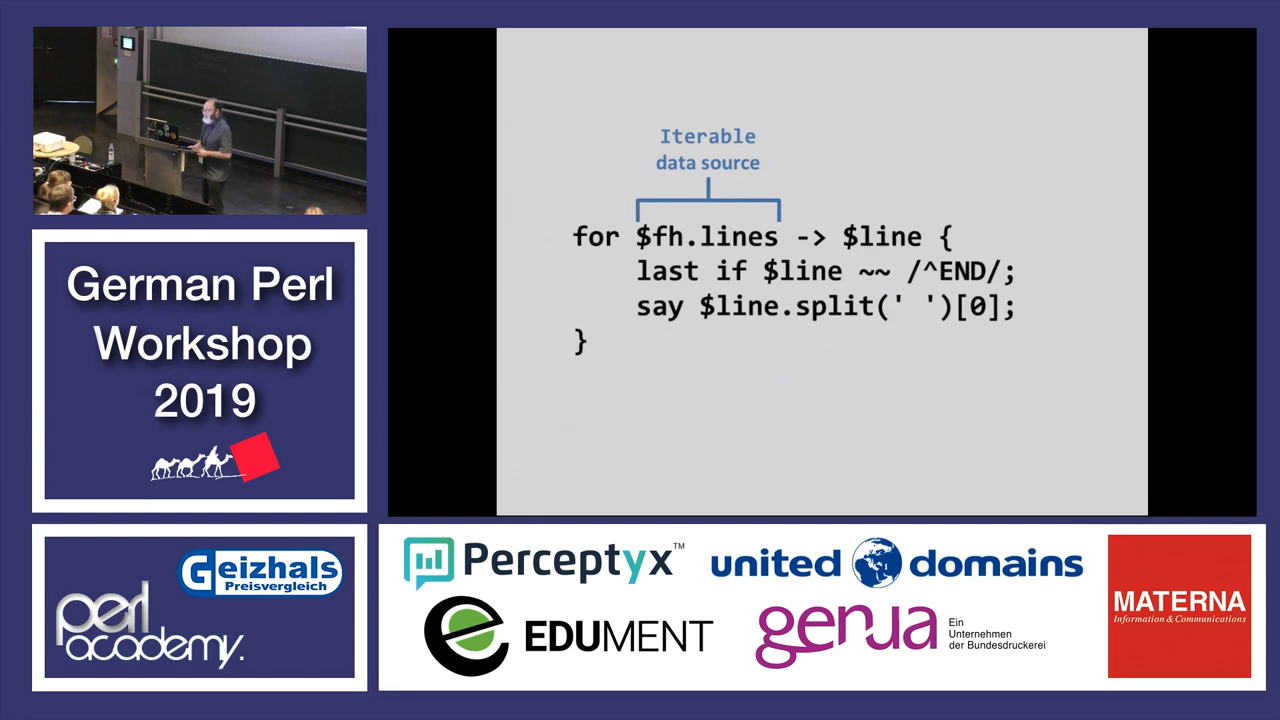 German Perl
Workshop
2019
Geizhals
Preisvergleich
perl
academy.
Iterable
data source
for $fh.lines -> $line {
    last if $line ~~ /^END/;
    say $line.split(' ')[0];
}
Perceptyx™
united domains
MATERNA
Information & Communications
EDUMENT
genua
Ein
Unternehmen
der Bundesdruckerei